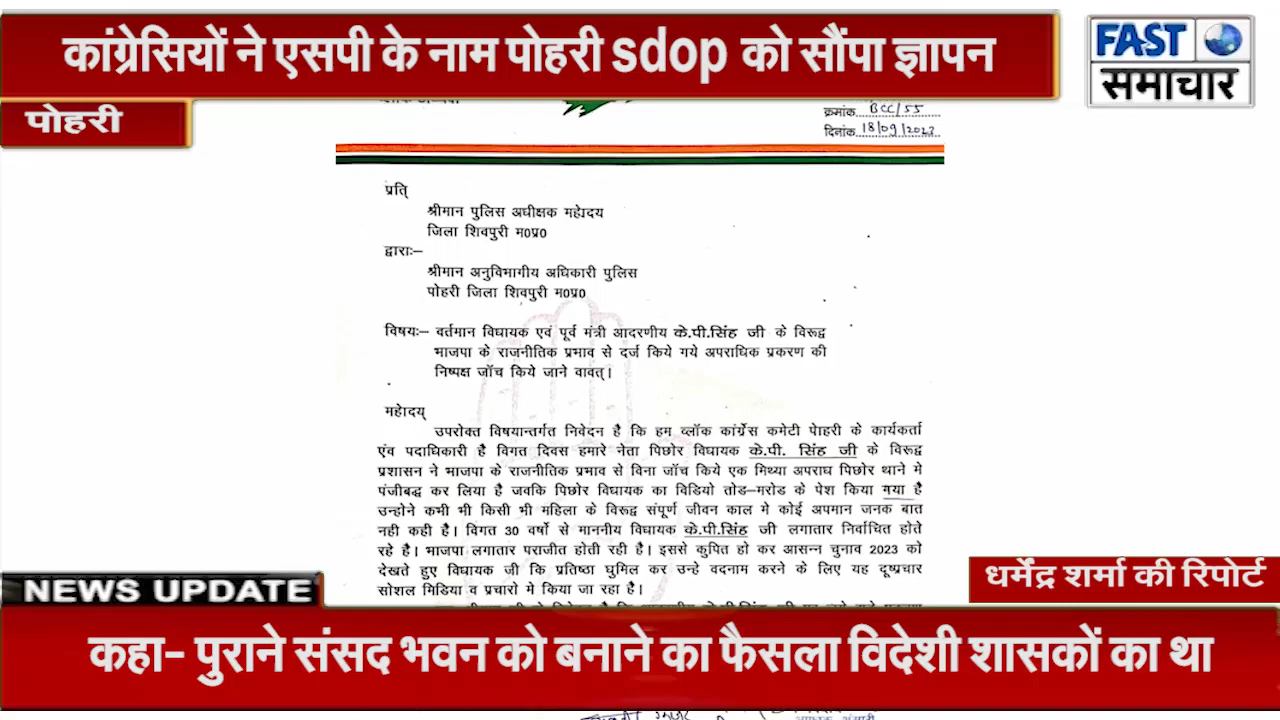 कांग्रेसियों ने एसपी के नाम पोहरी sdop को सौंपा ज्ञापन
FAST
समाचार
पोहरी
क्रमांक BCC/55
दिनांक 18/09/2023
प्रति्
श्रीमान पुलिस अधीक्षक महेादय
जिला शिवपुरी म0प्र0
द्वाराः–
श्रीमान अनुविभागीय अधिकारी पुलिस
पोहरी जिला शिवपुरी म0प्र0
विषयः– वर्तमान विधायक एवं पूर्व मंत्री आदरणीय के.पी.सिंह जी के विरूद्व
भाजपा के राजनीतिक प्रभाव से दर्ज किये गये अपराधिक प्रकरण की
निष्पक्ष जॉच किये जाने वावत्।
महेादय्
उपरोक्त विषयान्तर्गत निवेदन है कि हम ब्लॉक कांर्ग्रेस कमेटी पेाहरी के कार्यकर्ता
एंव पदाधिकारी है विगत दिवस हमारे नेता पिछोर विधायक के.पी. सिंह जी के विरूद्व
प्रशासन ने भाजपा के राजनीतिक प्रभाव से विना जॉच किये एक मिथ्या अपराध पिछोर थाने मे
पंजीबद्व कर लिया है जवकि पिछोर विधायक का विडियो तोड–मरोड के पेश किया गया है
उन्होने कभी भी किसी भी महिला के विरूद्व संपूर्ण जीवन काल मे कोई अपमान जनक बात
नही कही है। विगत 30 वर्षो से माननीय विधायक के.पी.सिंह जी लगातार निर्वाचित होते
रहे है। भाजपा लगातार पराजीत होती रही है। इससे कुपित हो कर आसन्न चुनाव 2023 को
देखते हुए विधायक जी कि प्रतिष्ठा घुमिल कर उन्हे वदनाम करने के लिए यह दूष्प्रचार
सोशल मिडिया व प्रचारो मे किया जा रहा है।
NEWS UPDATE
धर्मेंद्र शर्मा की रिपोर्ट
कहा- पुराने संसद भवन को बनाने का फैसला विदेशी शासकों का था